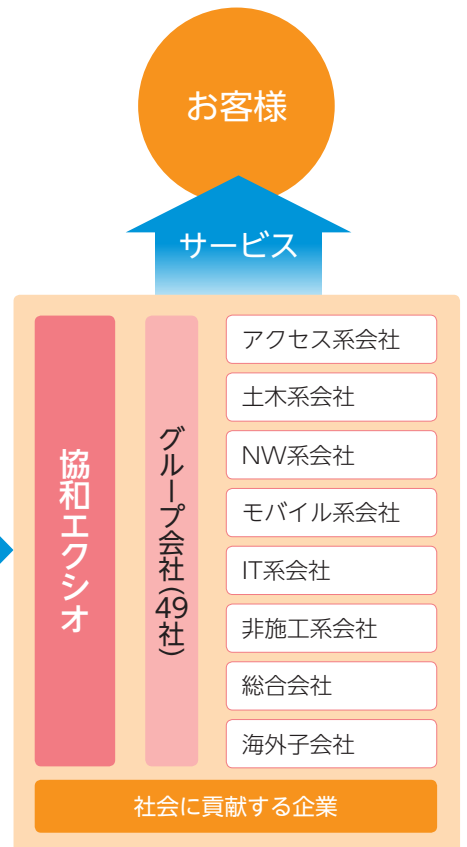 お客様
サービス
協和エクシオ
グループ会社(49社)
アクセス系会社
土木系会社
NW系会社
モバイル系会社
IT系会社
非施工系会社
総合会社
海外子会社
社会に貢献する企業